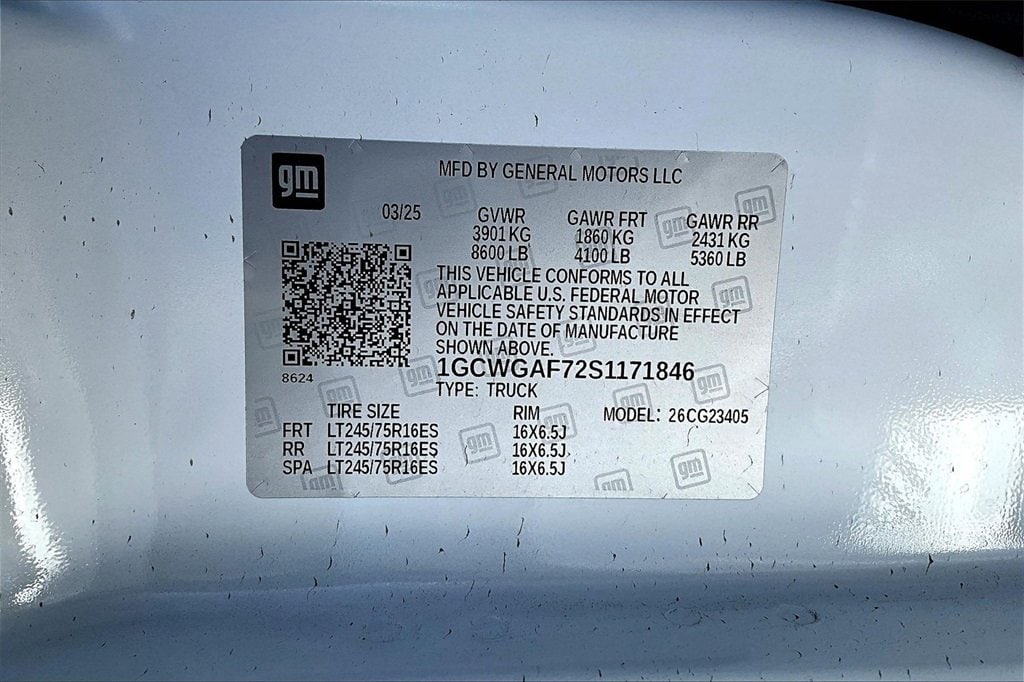 gm
MFD BY GENERAL MOTORS LLC
03/25 GVWR GAWR FRT GAWR RR
3901 KG 1860 KG 2431 KG
8600 LB 4100 LB 5360 LB
THIS VEHICLE CONFORMS TO ALL
APPLICABLE U.S. FEDERAL MOTOR
VEHICLE SAFETY STANDARDS IN EFFECT
ON THE DATE OF MANUFACTURE
SHOWN ABOVE.
8624
1GCWGAF72S1171846
TYPE: TRUCK
TIRE SIZE RIM MODEL: 26CG23405
FRT LT245/75R16ES 16X6.5J
RR LT245/75R16ES 16X6.5J
SPA LT245/75R16ES 16X6.5J